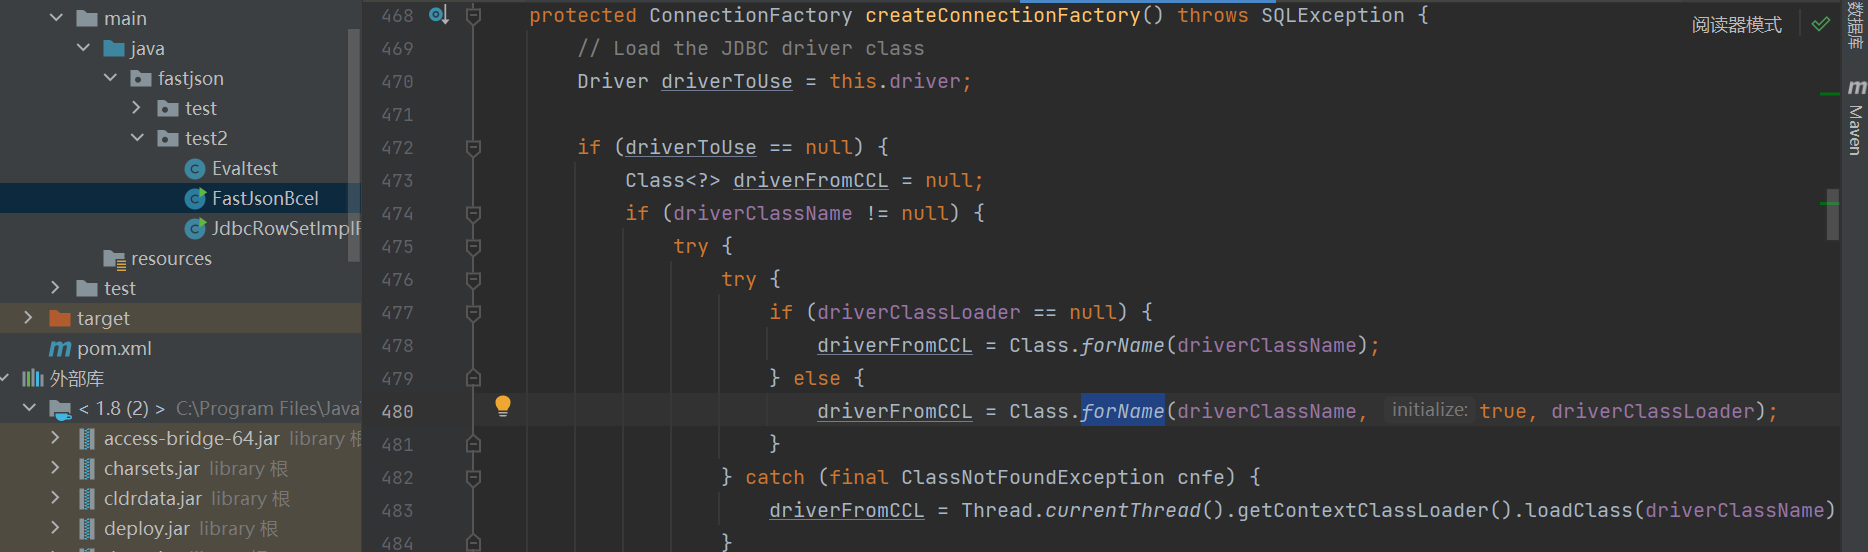 main
java
fastjson
test
test2
Evaltest
FastJsonBcel
resources
test
target
pom.xml
外部库
< 1.8 (2) > C:\Program Files\Java\
access-bridge-64.jar library 根
charsets.jar library 根
cldrdata.jar library 根
deploy.jar library 根
468 protected ConnectionFactory createConnectionFactory() throws SQLException {
469 // Load the JDBC driver class
470 Driver driverToUse = this.driver;
471
472 if (driverToUse == null) {
473 Class<?> driverFromCCL = null;
474 if (driverClassName != null) {
475 try {
476 try {
477 if (driverClassLoader == null) {
478 driverFromCCL = Class.forName(driverClassName);
479 } else {
480 driverFromCCL = Class.forName(driverClassName, initialize: true, driverClassLoader);
481 }
482 } catch (final ClassNotFoundException cnfe) {
483 driverFromCCL = Thread.currentThread().getContextClassLoader().loadClass(driverClassName)
484 }
阅读器模式
数据库
m Maven